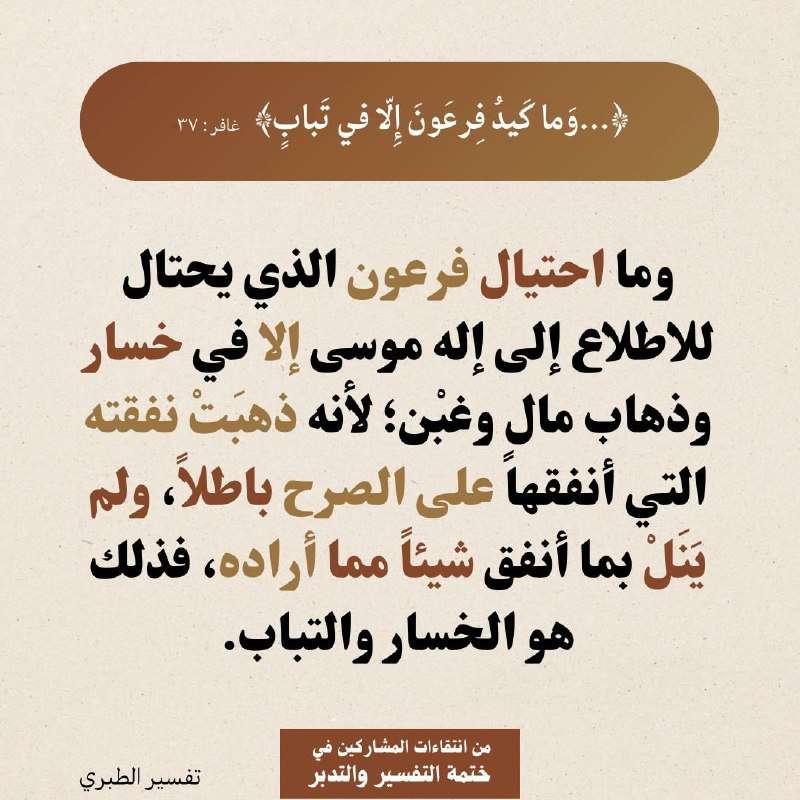 ﴿...وَما كَيدُ فِرعَونَ إِلّا في تَبابٍ﴾ غافر: ٣٧
وما احتيال فرعون الذي يحتال
للاطلاع إلى إله موسى إلا في خسار
وذهاب مال وغبْن؛ لأنه ذهبَتْ نفقته
التي أنفقهاً على الصرح باطلاً، ولم
يَنَلْ بما أنفق شيئاً مما أراده، فذلك
هو الخسار والتباب.
من انتقاءات المشاركين في
ختمة التفسير والتدبر
تفسير الطبري